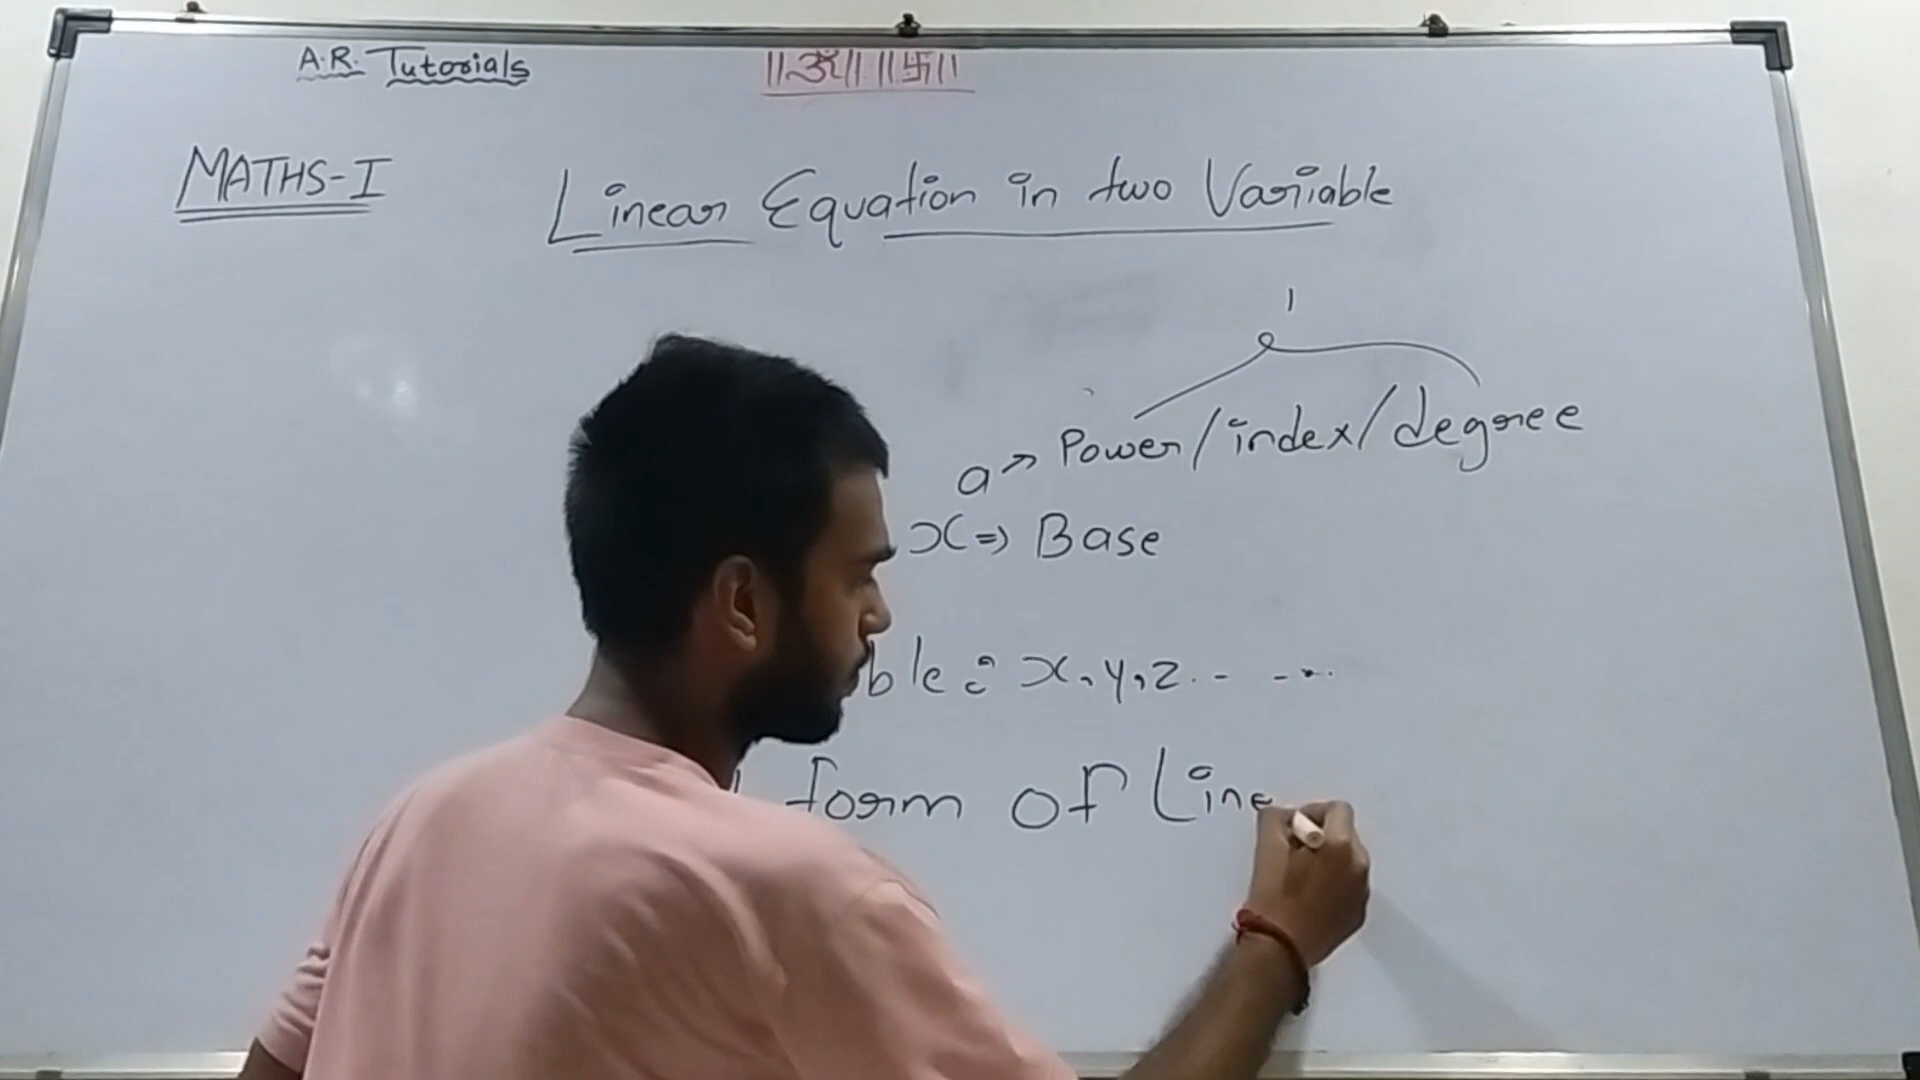 A.R. Tutorials
||ॐ|| ||卐||
MATHS-I
Linear Equation in two Variable
1
a → Power/index/degree
x ⇒ Base
ble : x, y, z.. - - ...
form of Line